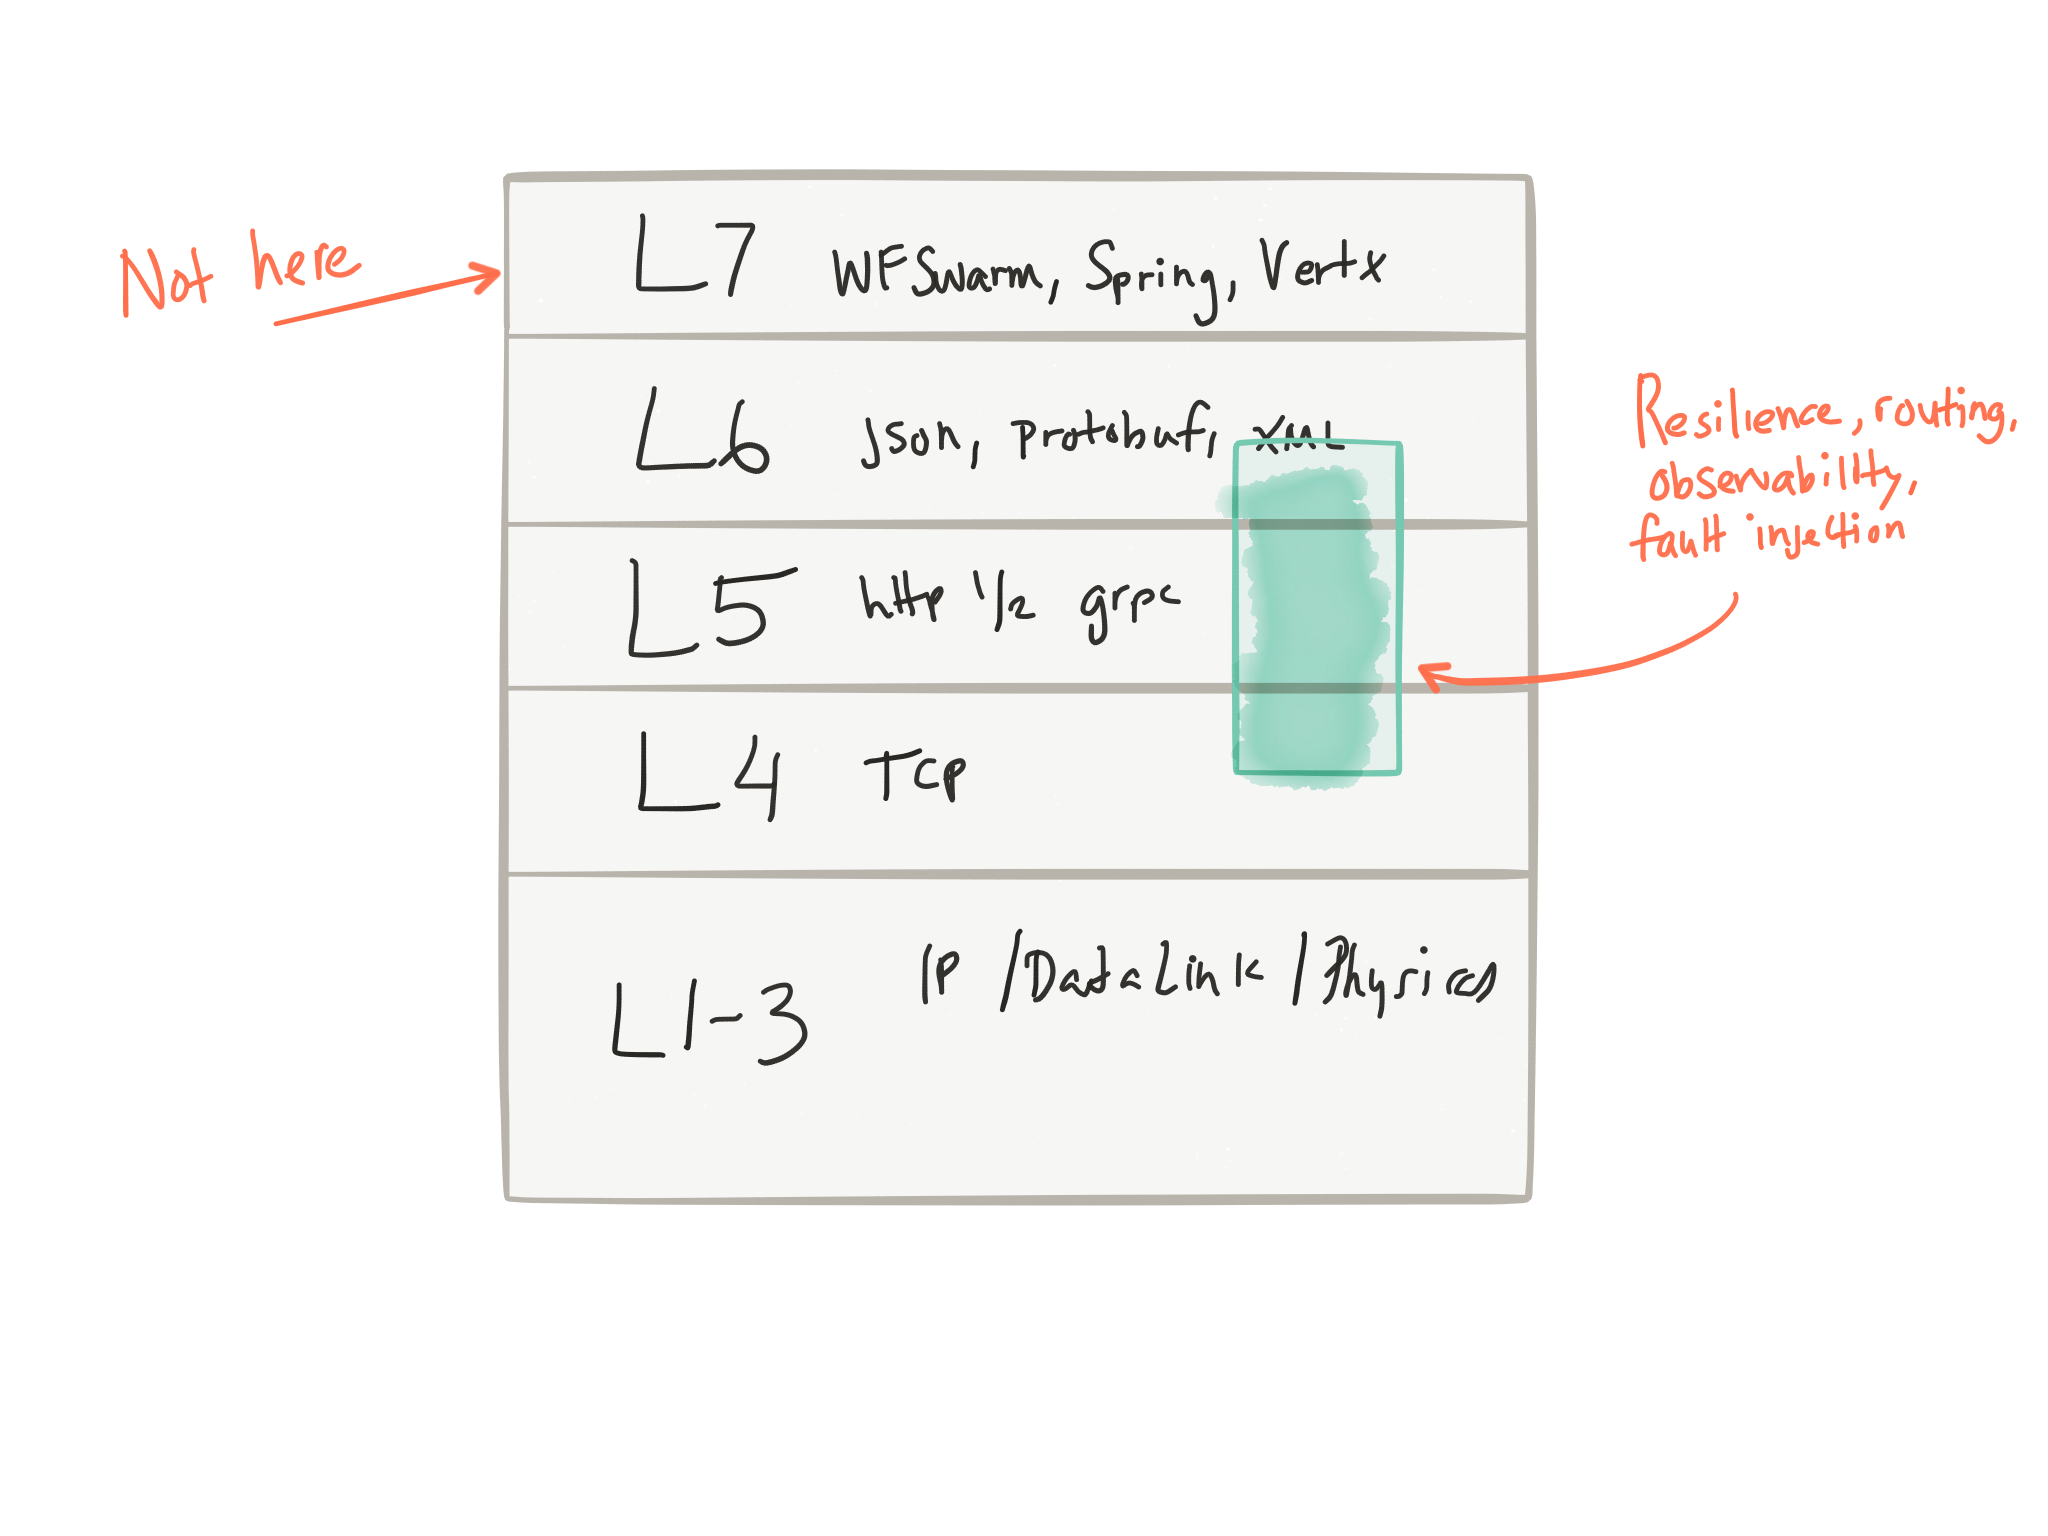 Not here
L7 WFSwarm, Spring, Vertx
L6 json, protobuf, xml
Resilience, routing,
observability,
fault injection
L5 http 1/2 grpc
L4 TCP
L1-3 IP / DataLink / Physical